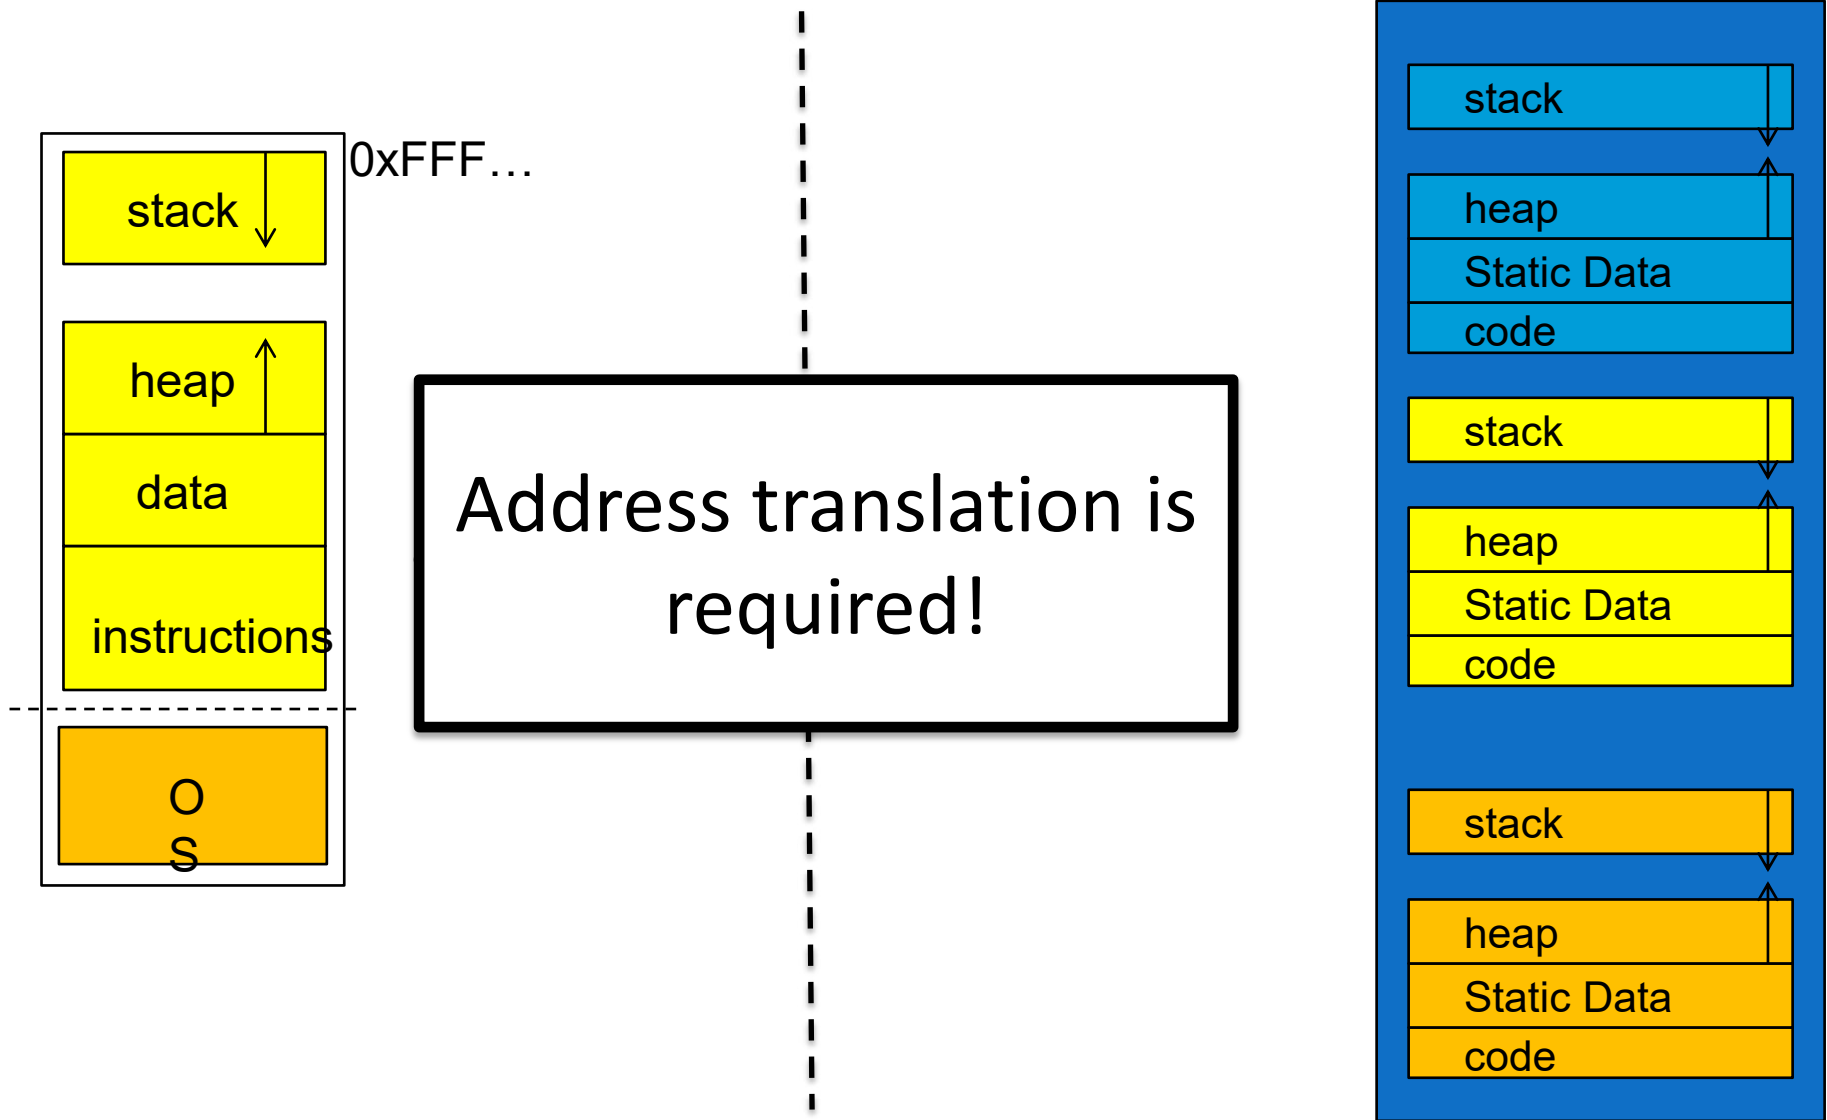 0xFFF…
stack
heap
data
instructions
O
S
Address translation is
required!
stack
heap
Static Data
code
stack
heap
Static Data
code
stack
heap
Static Data
code